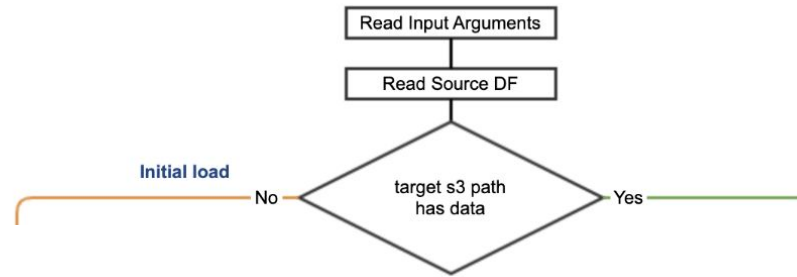 Read Input Arguments
Read Source DF
Initial load
target s3 path
has data
No
Yes